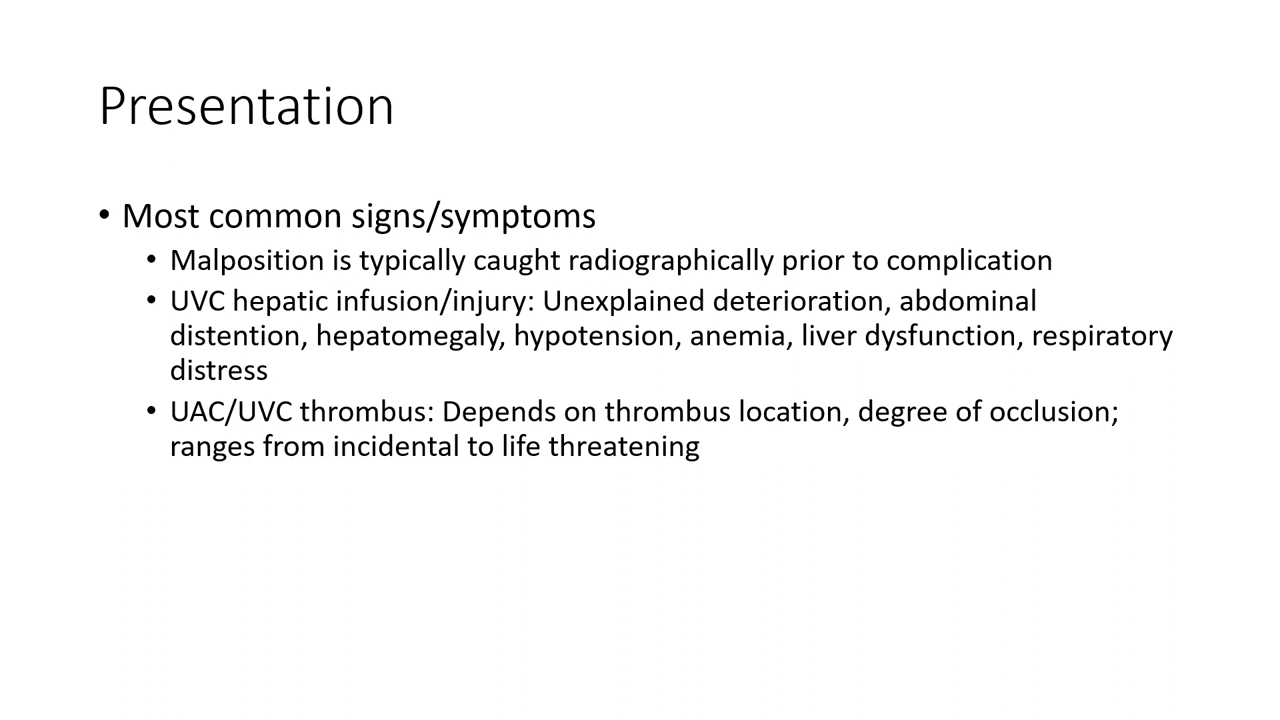 Presentation
• Most common signs/symptoms
• Malposition is typically caught radiographically prior to complication
• UVC hepatic infusion/injury: Unexplained deterioration, abdominal
distention, hepatomegaly, hypotension, anemia, liver dysfunction, respiratory
distress
• UAC/UVC thrombus: Depends on thrombus location, degree of occlusion;
ranges from incidental to life threatening